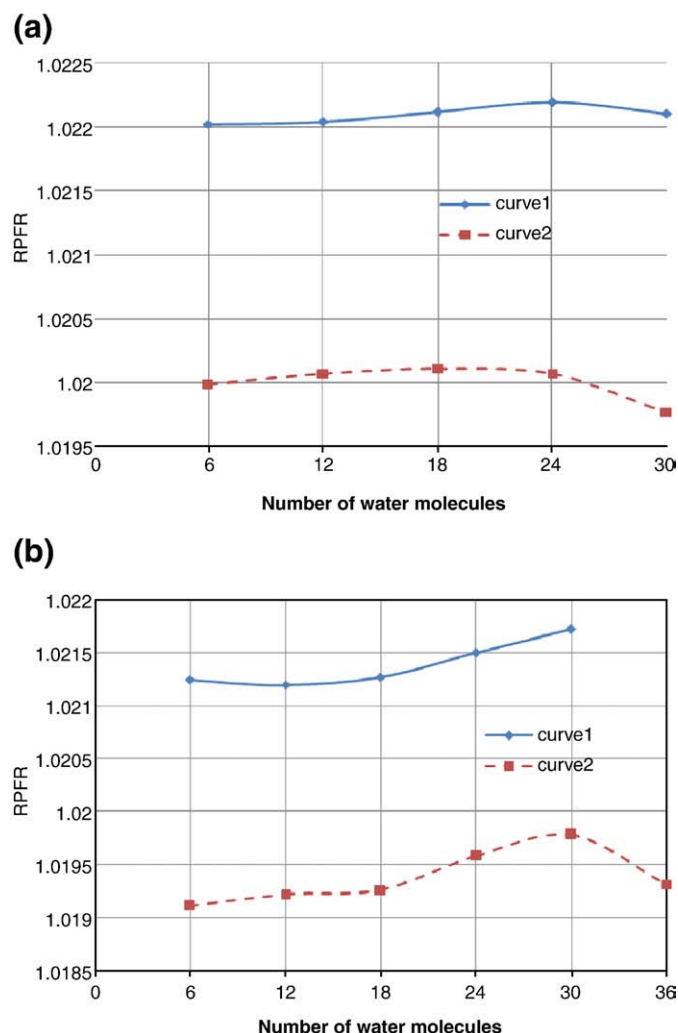 (a)
1.0225
1.022
1.0215
1.021
1.0205
1.02
1.0195
RPFR
curve1
curve2
0 6 12 18 24 30
Number of water molecules
(b)
1.022
1.0215
1.021
1.0205
1.02
1.0195
1.019
1.0185
RPFR
curve1
curve2
0 6 12 18 24 30 36
Number of water molecules